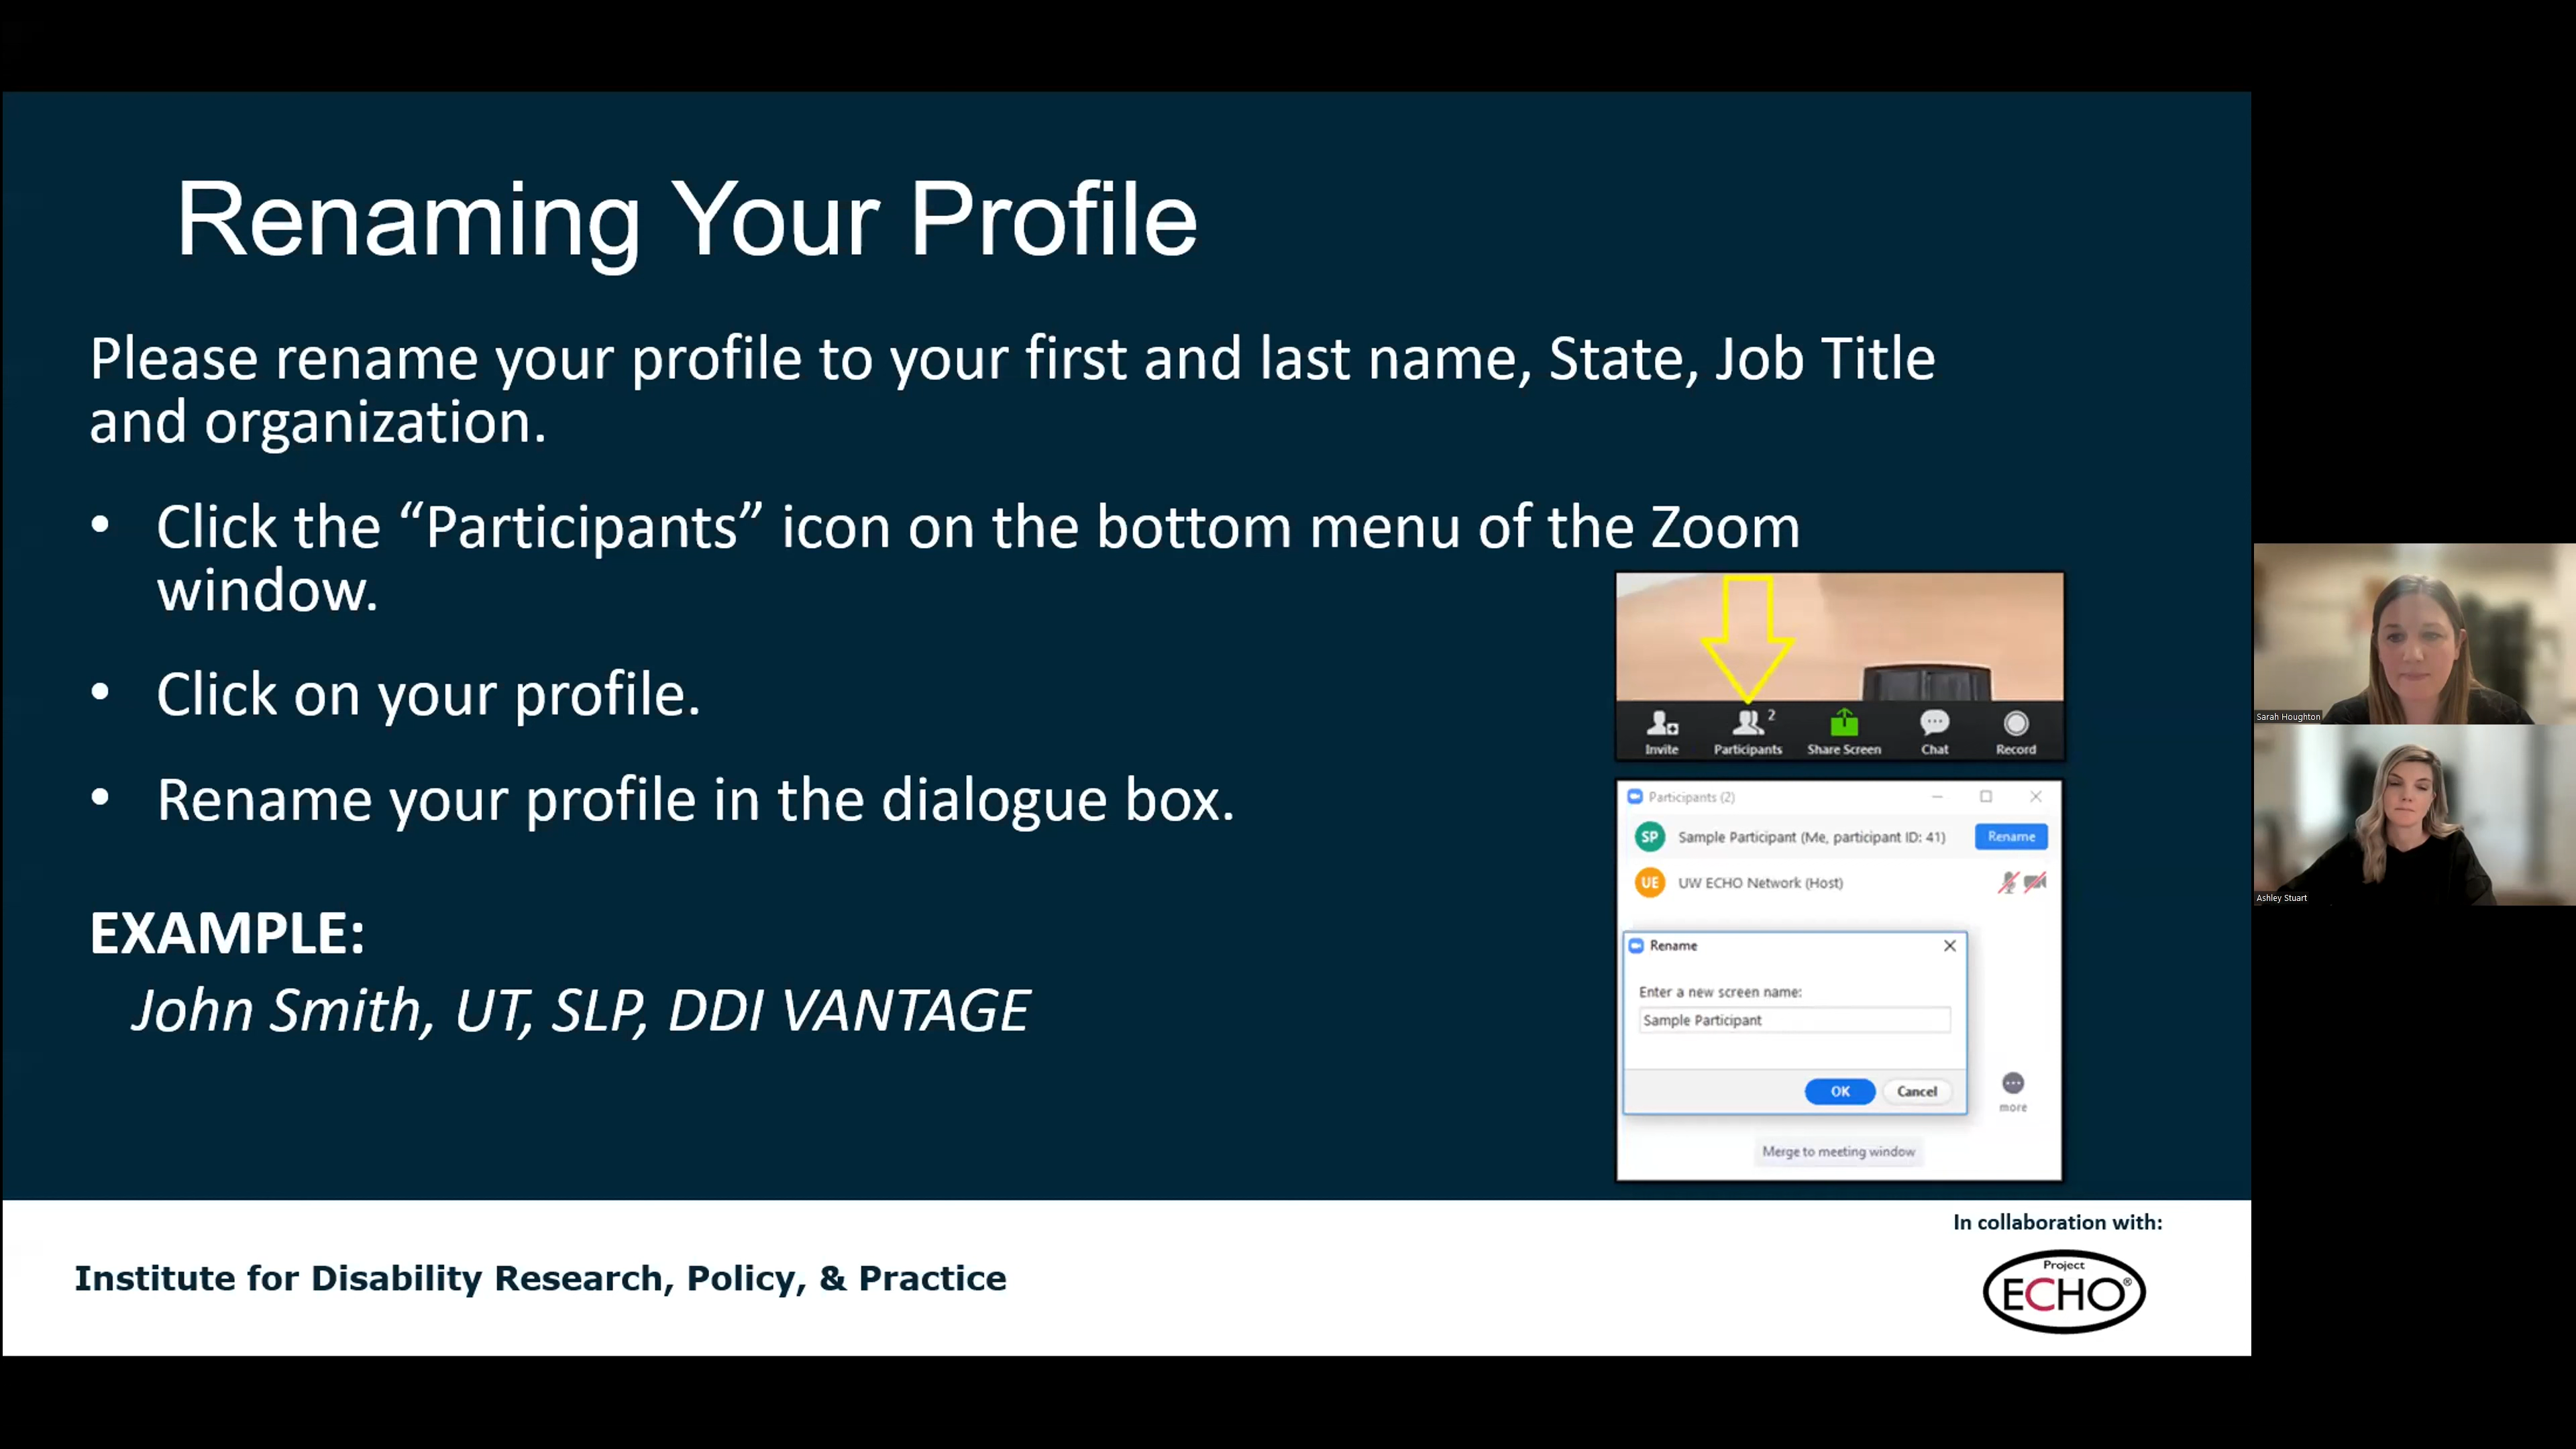 Renaming Your Profile
Please rename your profile to your first and last name, State, Job Title
and organization.
• Click the “Participants” icon on the bottom menu of the Zoom
window.
• Click on your profile.
• Rename your profile in the dialogue box.
EXAMPLE:
John Smith, UT, SLP, DDI VANTAGE
2
Invite Participants Share Screen Chat Record
Participants (2)
SP Sample Participant (Me, participant ID: 41) Rename
UE UW ECHO Network (Host)
Rename
Enter a new screen name:
Sample Participant
OK Cancel
more
Merge to meeting window
Sarah Houghton
Ashley Stuart
Institute for Disability Research, Policy, & Practice
In collaboration with:
Project
ECHO®